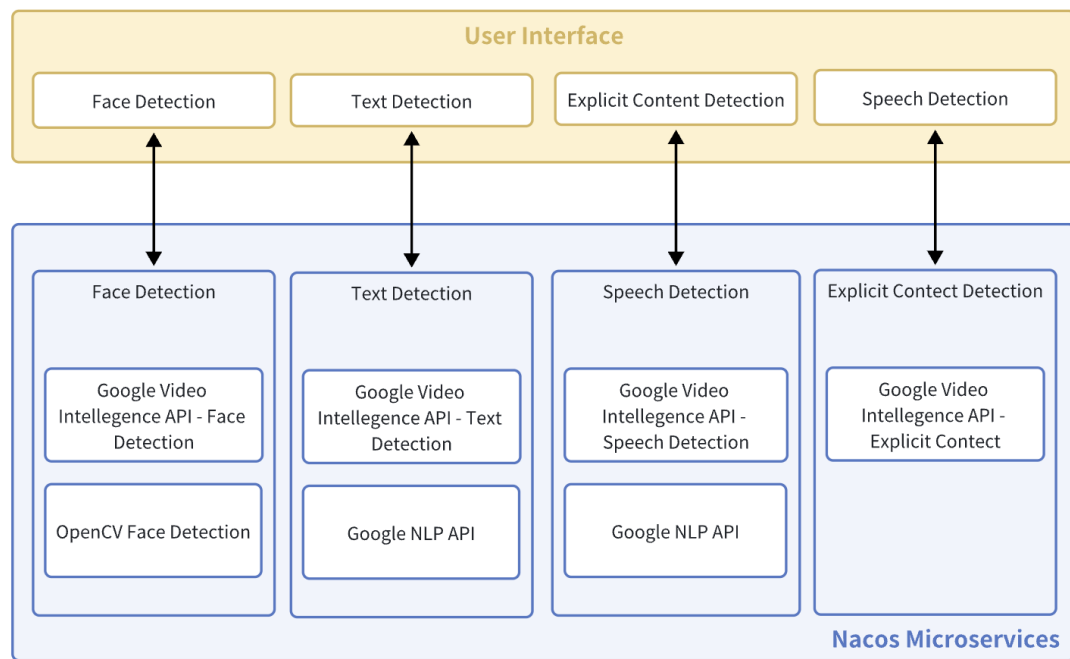 User Interface
Face Detection
Text Detection
Explicit Content Detection
Speech Detection
Face Detection
Text Detection
Speech Detection
Explicit Contect Detection
Google Video
Intellegence API - Face
Detection
Google Video
Intellegence API - Text
Detection
Google Video
Intellegence API -
Speech Detection
Google Video
Intellegence API -
Explicit Contect
OpenCV Face Detection
Google NLP API
Google NLP API
Nacos Microservices